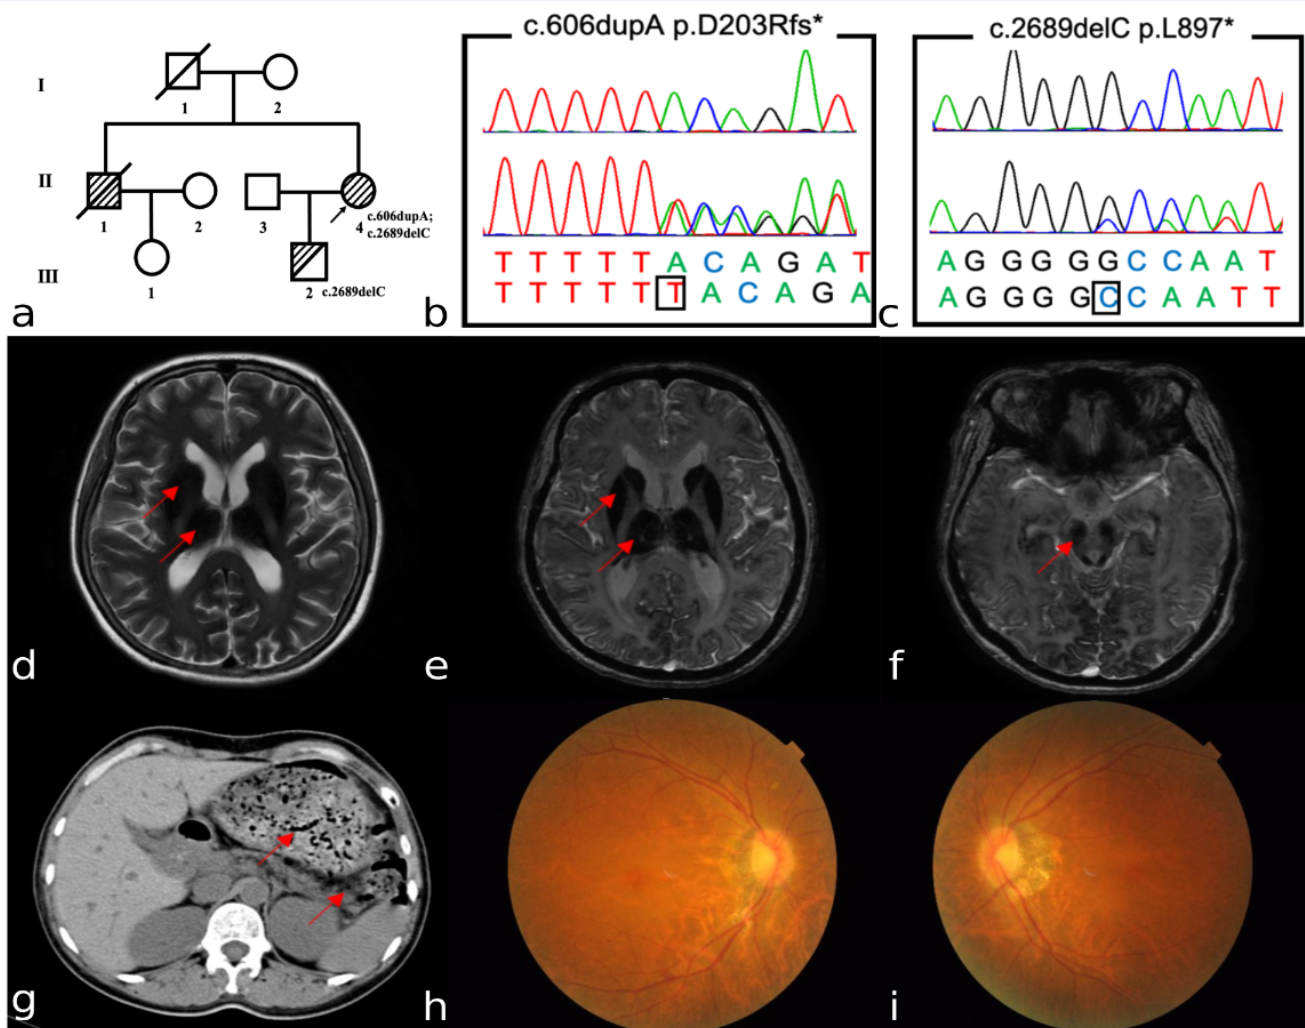 I
1
2
II
1
2
3
4
c.606dupA;
c.2689delC
III
1
2
c.2689delC
a
c.606dupA p.D203Rfs*
T T T T T A C A G A T
T T T T T T A C A G A
b
c.2689delC p.L897*
A G G G G G C C A A T
A G G G G C C A A T T
c
d
e
f
g
h
i